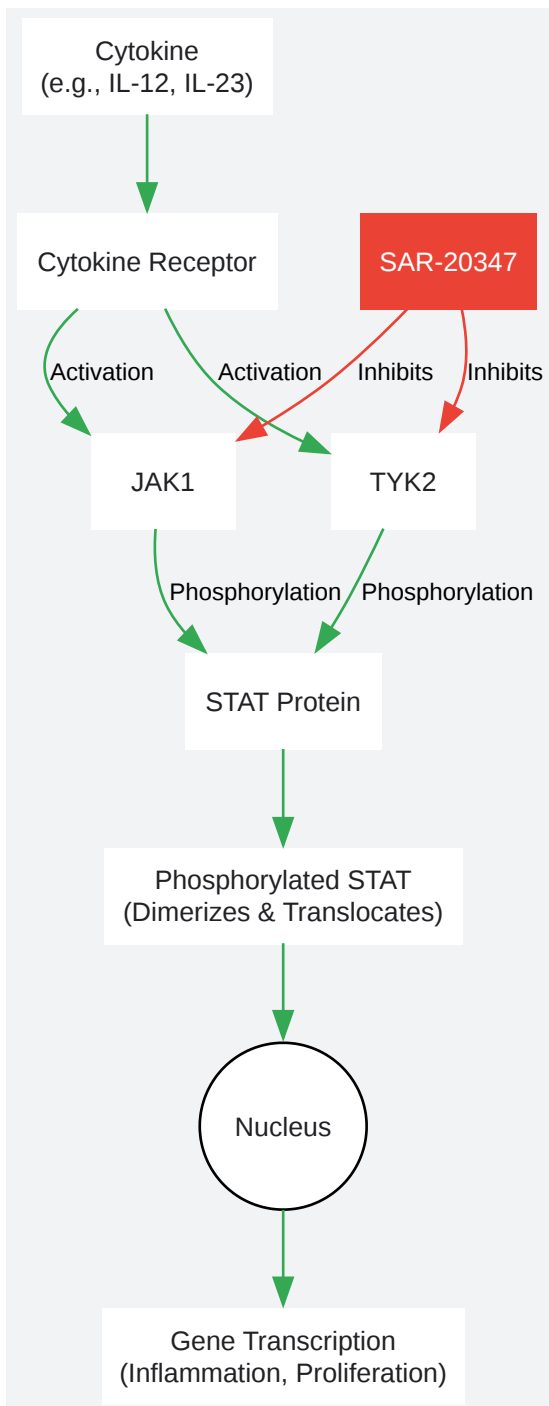 Cytokine
(e.g., IL-12, IL-23)
Cytokine Receptor
SAR-20347
Activation
Activation
Inhibits
Inhibits
JAK1
TYK2
Phosphorylation
Phosphorylation
STAT Protein
Phosphorylated STAT
(Dimerizes & Translocates)
Nucleus
Gene Transcription
(Inflammation, Proliferation)